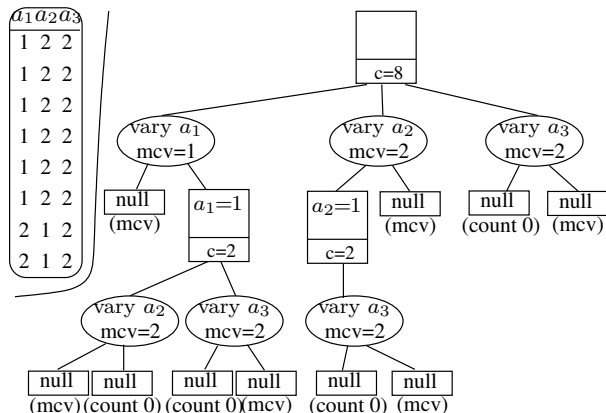 a1 a2 a3
1 2 2
1 2 2
1 2 2
1 2 2
1 2 2
1 2 2
2 1 2
2 1 2
c=8
vary a1
mcv=1
vary a2
mcv=2
vary a3
mcv=2
null
(mcv)
a1=1
c=2
a2=1
c=2
null
(mcv)
null
(count 0)
null
(mcv)
vary a2
mcv=2
vary a3
mcv=2
vary a3
mcv=2
null
(mcv)
null
(count 0)
null
(count 0)
null
(mcv)
null
(count 0)
null
(mcv)